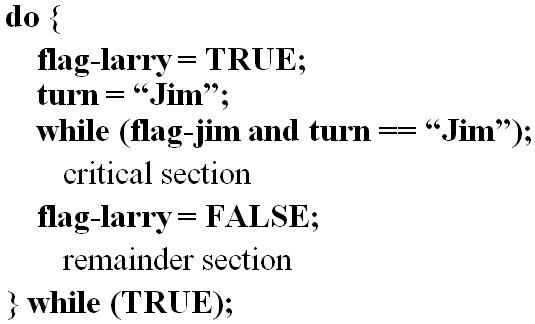 do {
flag-larry = TRUE;
turn = “Jim”;
while (flag-jim and turn == “Jim”);
critical section
flag-larry = FALSE;
remainder section
} while (TRUE);